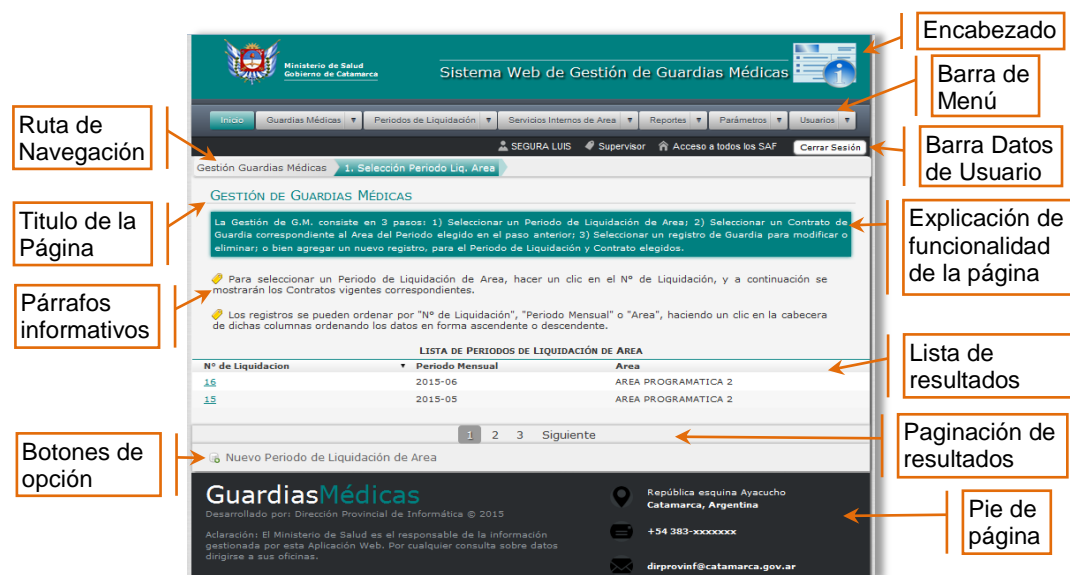 Encabezado
Barra de
Menú
Ruta de
Navegación
Barra Datos
de Usuario
Titulo de la
Página
Explicación de
funcionalidad
de la página
Párrafos
informativos
Lista de
resultados
Botones de
opción
Paginación de
resultados
Pie de
página
Ministerio de Salud
Gobierno de Catamarca
Sistema Web de Gestión de Guardias Médicas
Inicio Guardias Médicas Periodos de Liquidación Servicios Internos de Area Reportes Parámetros Usuarios
SEGURA LUIS Supervisor Acceso a todos los SAF Cerrar Sesión
Gestión Guardias Médicas 1. Selección Periodo Liq. Area
GESTIÓN DE GUARDIAS MÉDICAS
La Gestión de G.M. consiste en 3 pasos: 1) Seleccionar un Periodo de Liquidación de Area; 2) Seleccionar un Contrato de
Guardia correspondiente al Area del Periodo elegido en el paso anterior; 3) Seleccionar un registro de Guardia para modificar o
eliminar; o bien agregar un nuevo registro, para el Periodo de Liquidación y Contrato elegidos.
Para seleccionar un Periodo de Liquidación de Area, hacer un clic en el Nº de Liquidación, y a continuación se
mostrarán los Contratos vigentes correspondientes.
Los registros se pueden ordenar por "Nº de Liquidación", "Periodo Mensual" o "Area", haciendo un clic en la cabecera
de dichas columnas ordenando los datos en forma ascendente o descendente.
LISTA DE PERIODOS DE LIQUIDACIÓN DE AREA
Nº de Liquidacion Periodo Mensual Area
16 2015-06 AREA PROGRAMATICA 2
15 2015-05 AREA PROGRAMATICA 2
1 2 3 Siguiente
Nuevo Periodo de Liquidación de Area
GuardiasMédicas
Desarrollado por: Dirección Provincial de Informática © 2015
Aclaración: El Ministerio de Salud es el responsable de la información
gestionada por esta Aplicación Web. Por cualquier consulta sobre datos
dirigirse a sus oficinas.
República esquina Ayacucho
Catamarca, Argentina
+54 383-xxxxxxx
dirprovinf@catamarca.gov.ar